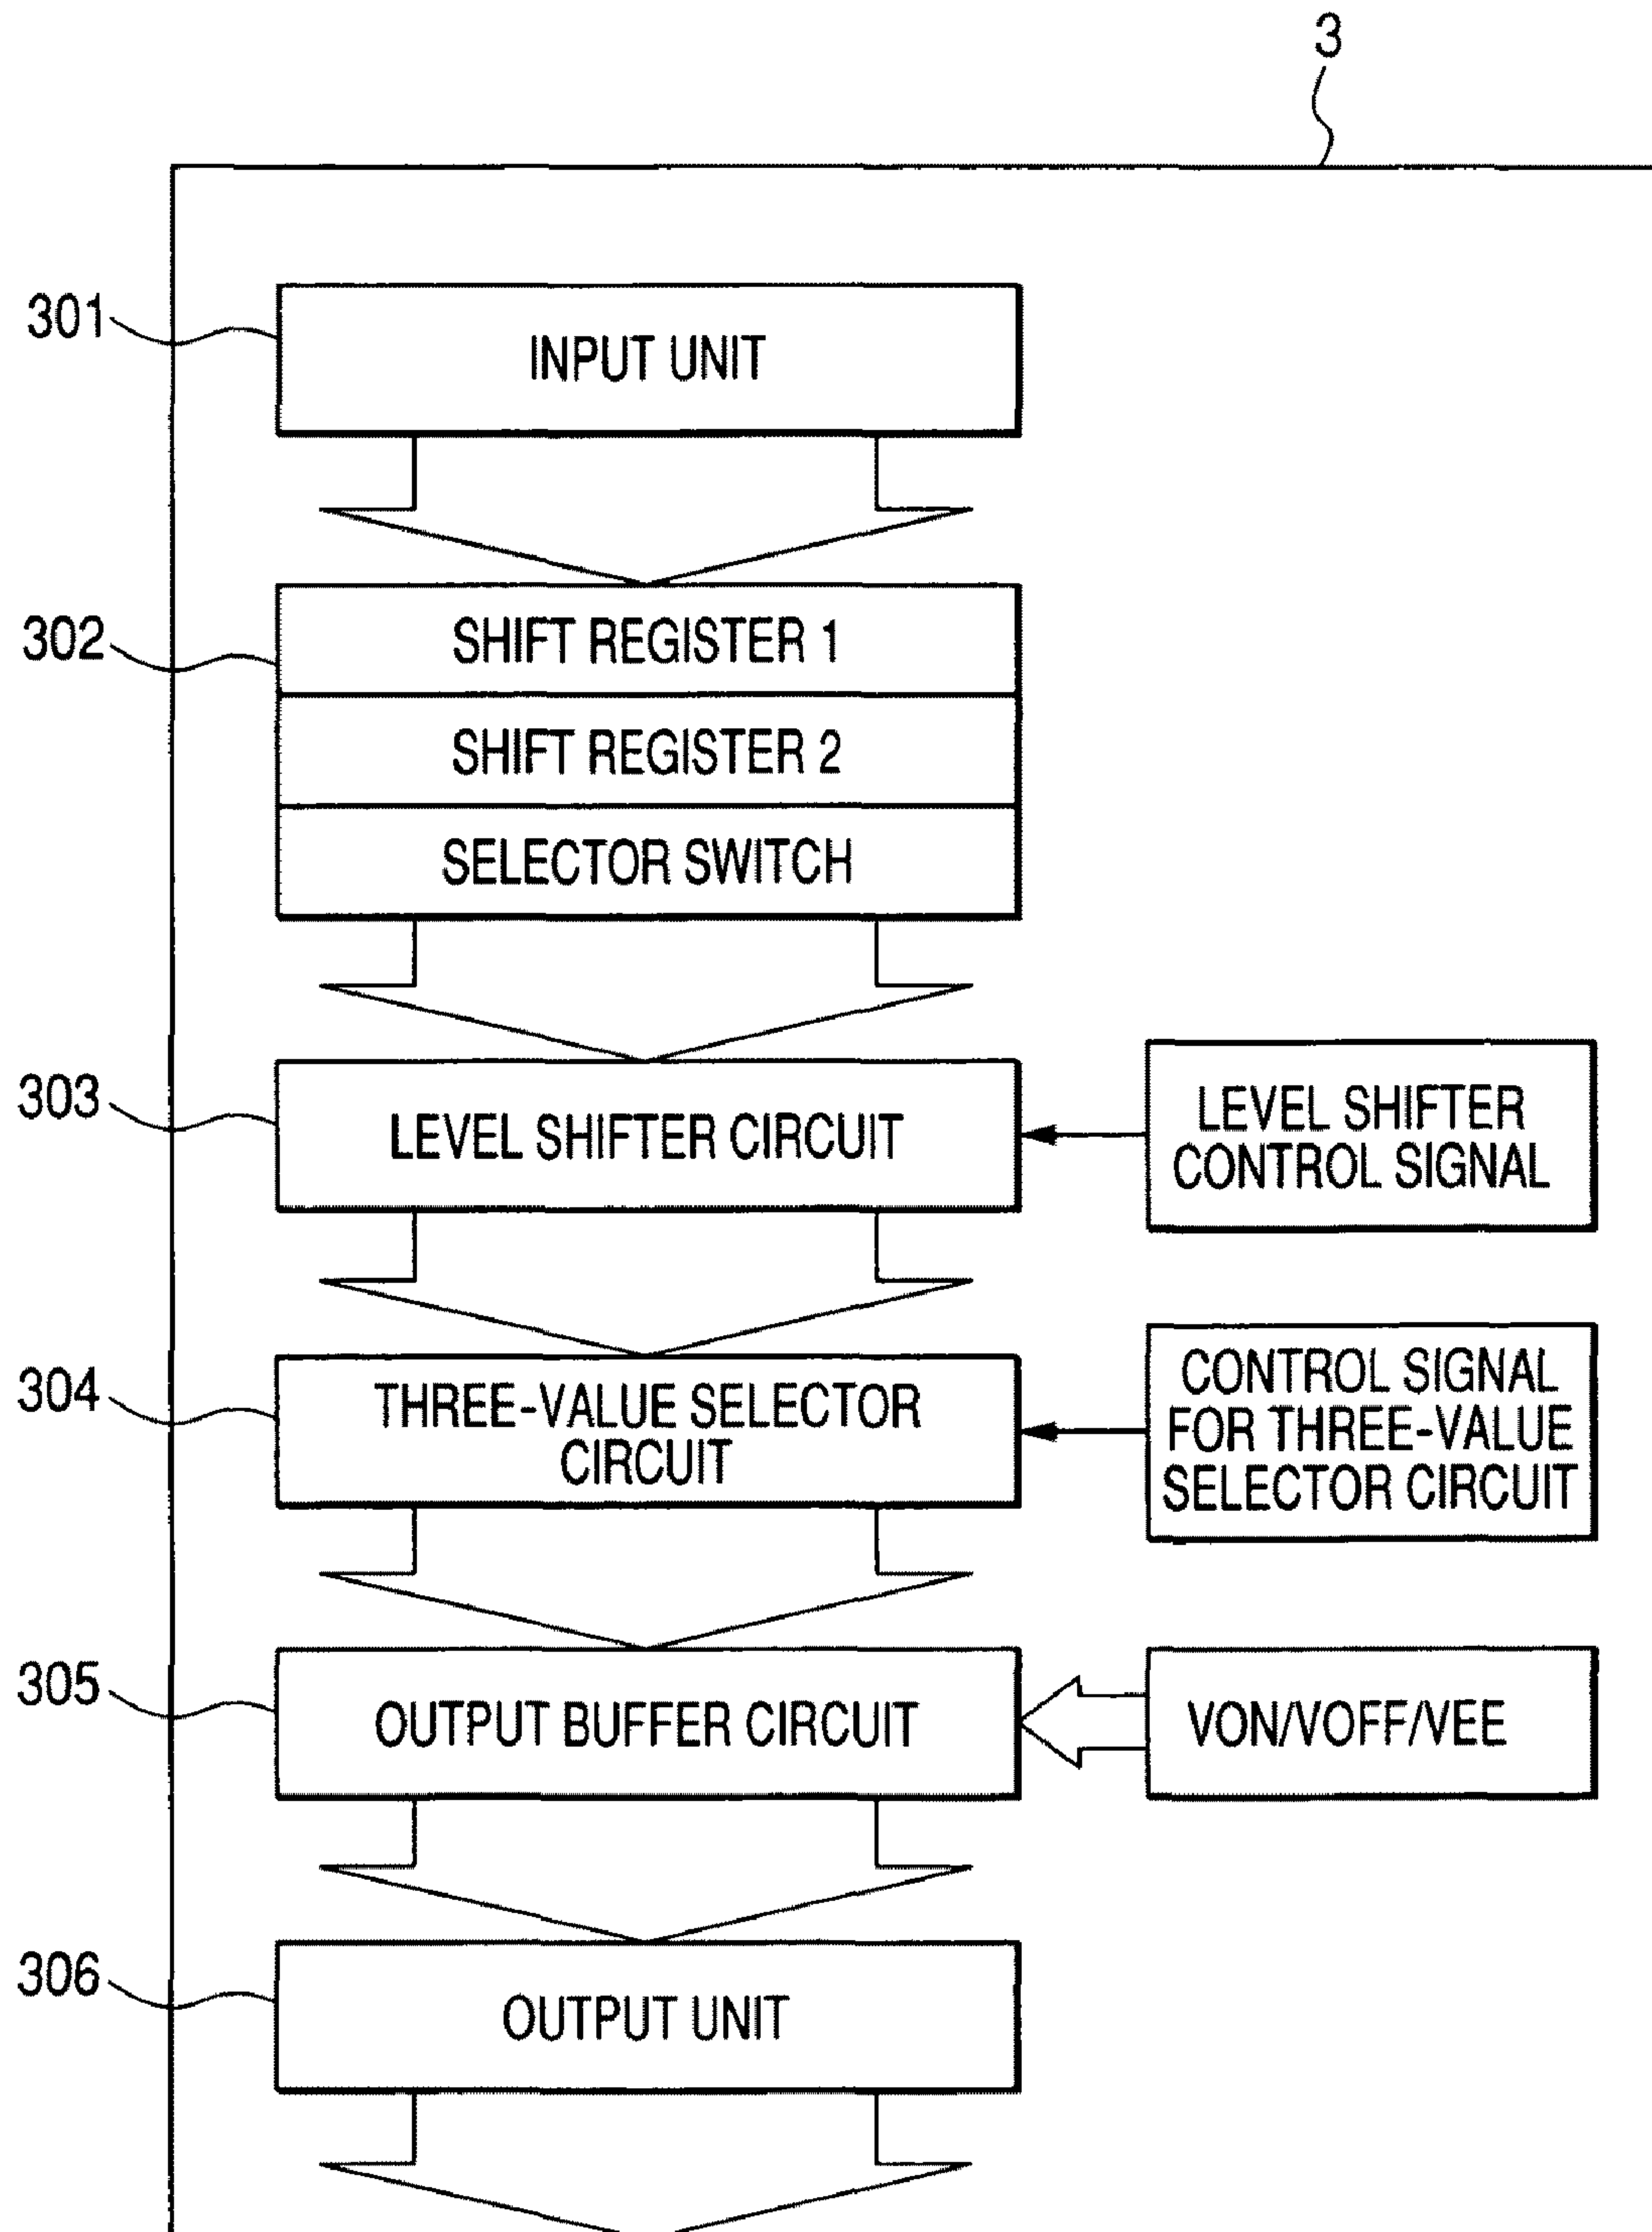 3
301
INPUT UNIT
302
SHIFT REGISTER 1
SHIFT REGISTER 2
SELECTOR SWITCH
303
LEVEL SHIFTER CIRCUIT
LEVEL SHIFTER
CONTROL SIGNAL
304
THREE-VALUE SELECTOR
CIRCUIT
CONTROL SIGNAL
FOR THREE-VALUE
SELECTOR CIRCUIT
305
OUTPUT BUFFER CIRCUIT
VON/VOFF/VEE
306
OUTPUT UNIT